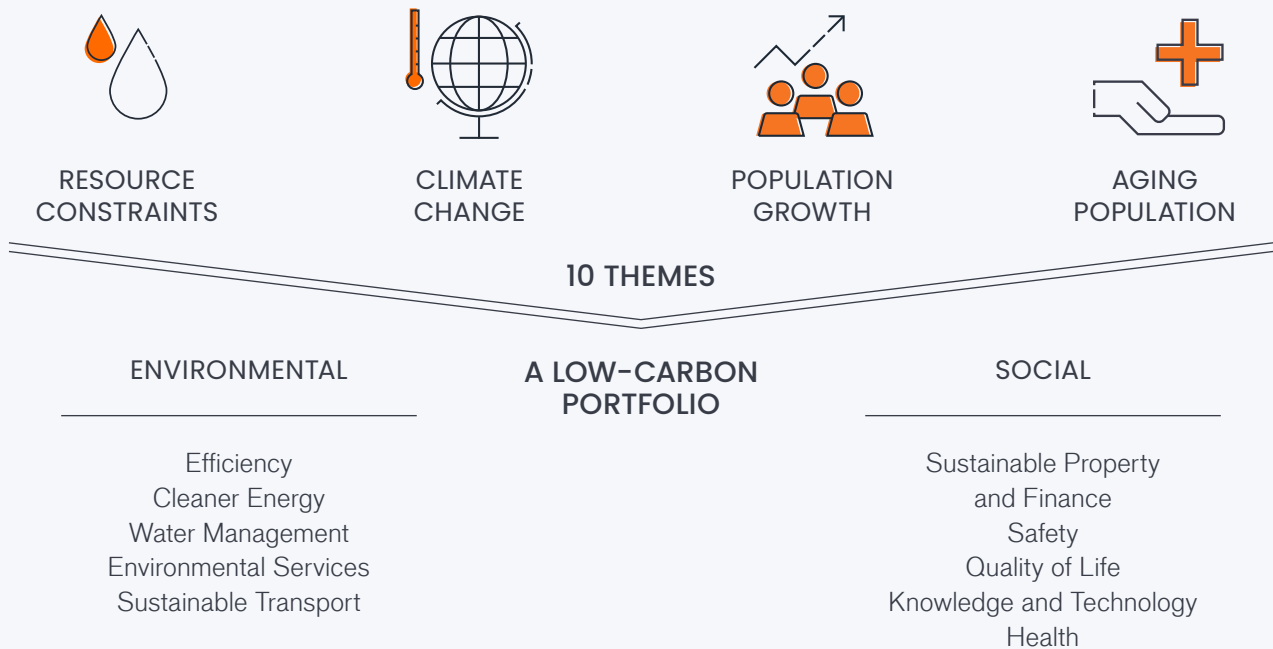 RESOURCE
CONSTRAINTS
CLIMATE
CHANGE
POPULATION
GROWTH
AGING
POPULATION
10 THEMES
ENVIRONMENTAL
Efficiency
Cleaner Energy
Water Management
Environmental Services
Sustainable Transport
A LOW-CARBON
PORTFOLIO
SOCIAL
Sustainable Property
and Finance
Safety
Quality of Life
Knowledge and Technology
Health